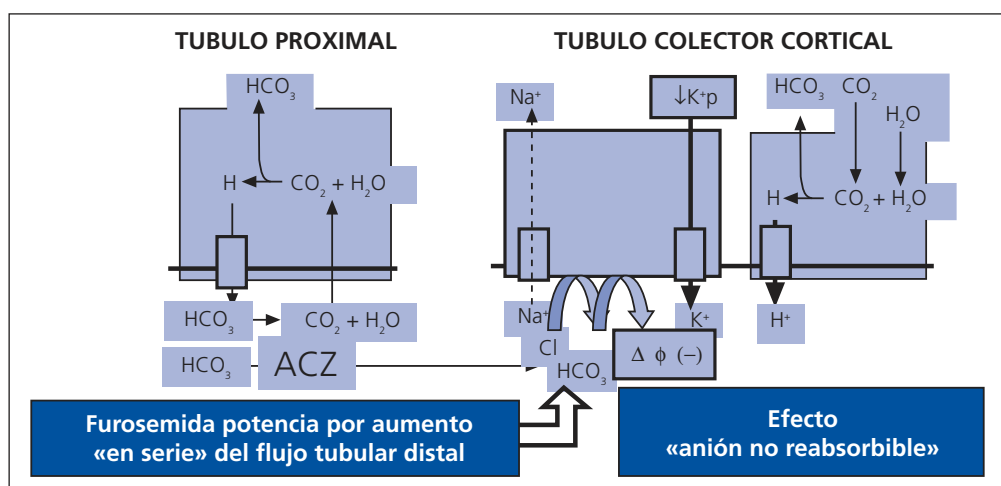 TUBULO PROXIMAL
TUBULO COLECTOR CORTICAL
HCO₃
H
CO₂ + H₂O
HCO₃
CO₂ + H₂O
HCO₃
ACZ
Na⁺
↓K⁺p
HCO₃
CO₂
H₂O
H
CO₂ + H₂O
Na⁺
Cl
HCO₃
K⁺
H⁺
Δ ϕ (–)
Furosemida potencia por aumento
«en serie» del flujo tubular distal
Efecto
«anión no reabsorbible»